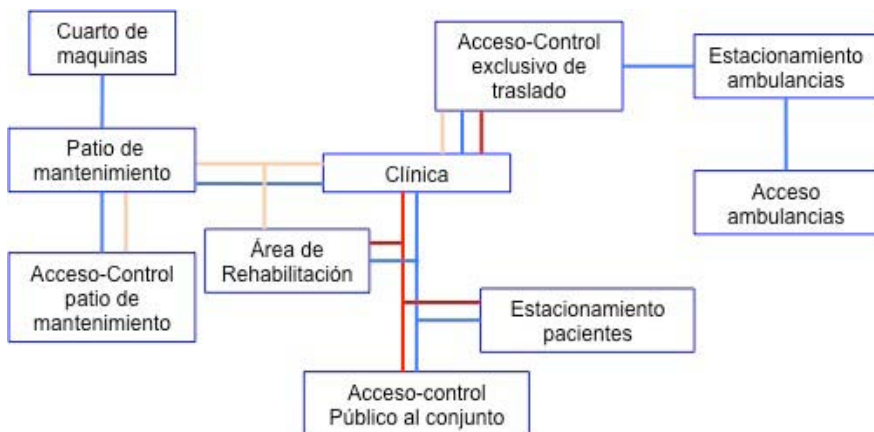 Cuarto de
maquinas
Acceso-Control
exclusivo de
traslado
Estacionamiento
ambulancias
Patio de
mantenimiento
Clínica
Acceso
ambulancias
Área de
Rehabilitación
Acceso-Control
patio de
mantenimiento
Estacionamiento
pacientes
Acceso-control
Público al conjunto